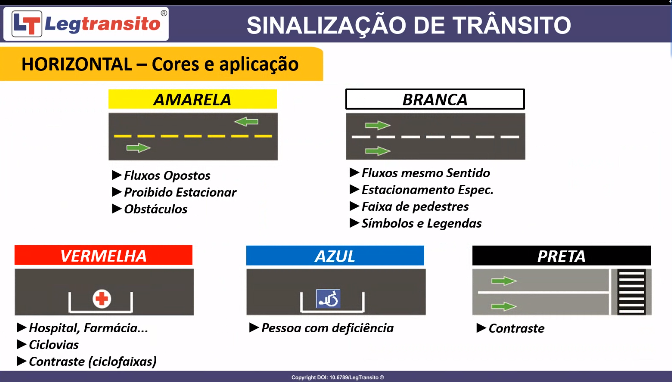 LT Legtransito®
SINALIZAÇÃO DE TRÂNSITO
HORIZONTAL – Cores e aplicação
AMARELA
►Fluxos Opostos
►Proibido Estacionar
►Obstáculos
BRANCA
►Fluxos mesmo Sentido
►Estacionamento Espec.
►Faixa de pedestres
►Símbolos e Legendas
VERMELHA
►Hospital, Farmácia...
►Ciclovias
►Contraste (ciclofaixas)
AZUL
►Pessoa com deficiência
PRETA
►Contraste
Copyright DOI: 10.6789/LegTransito ®